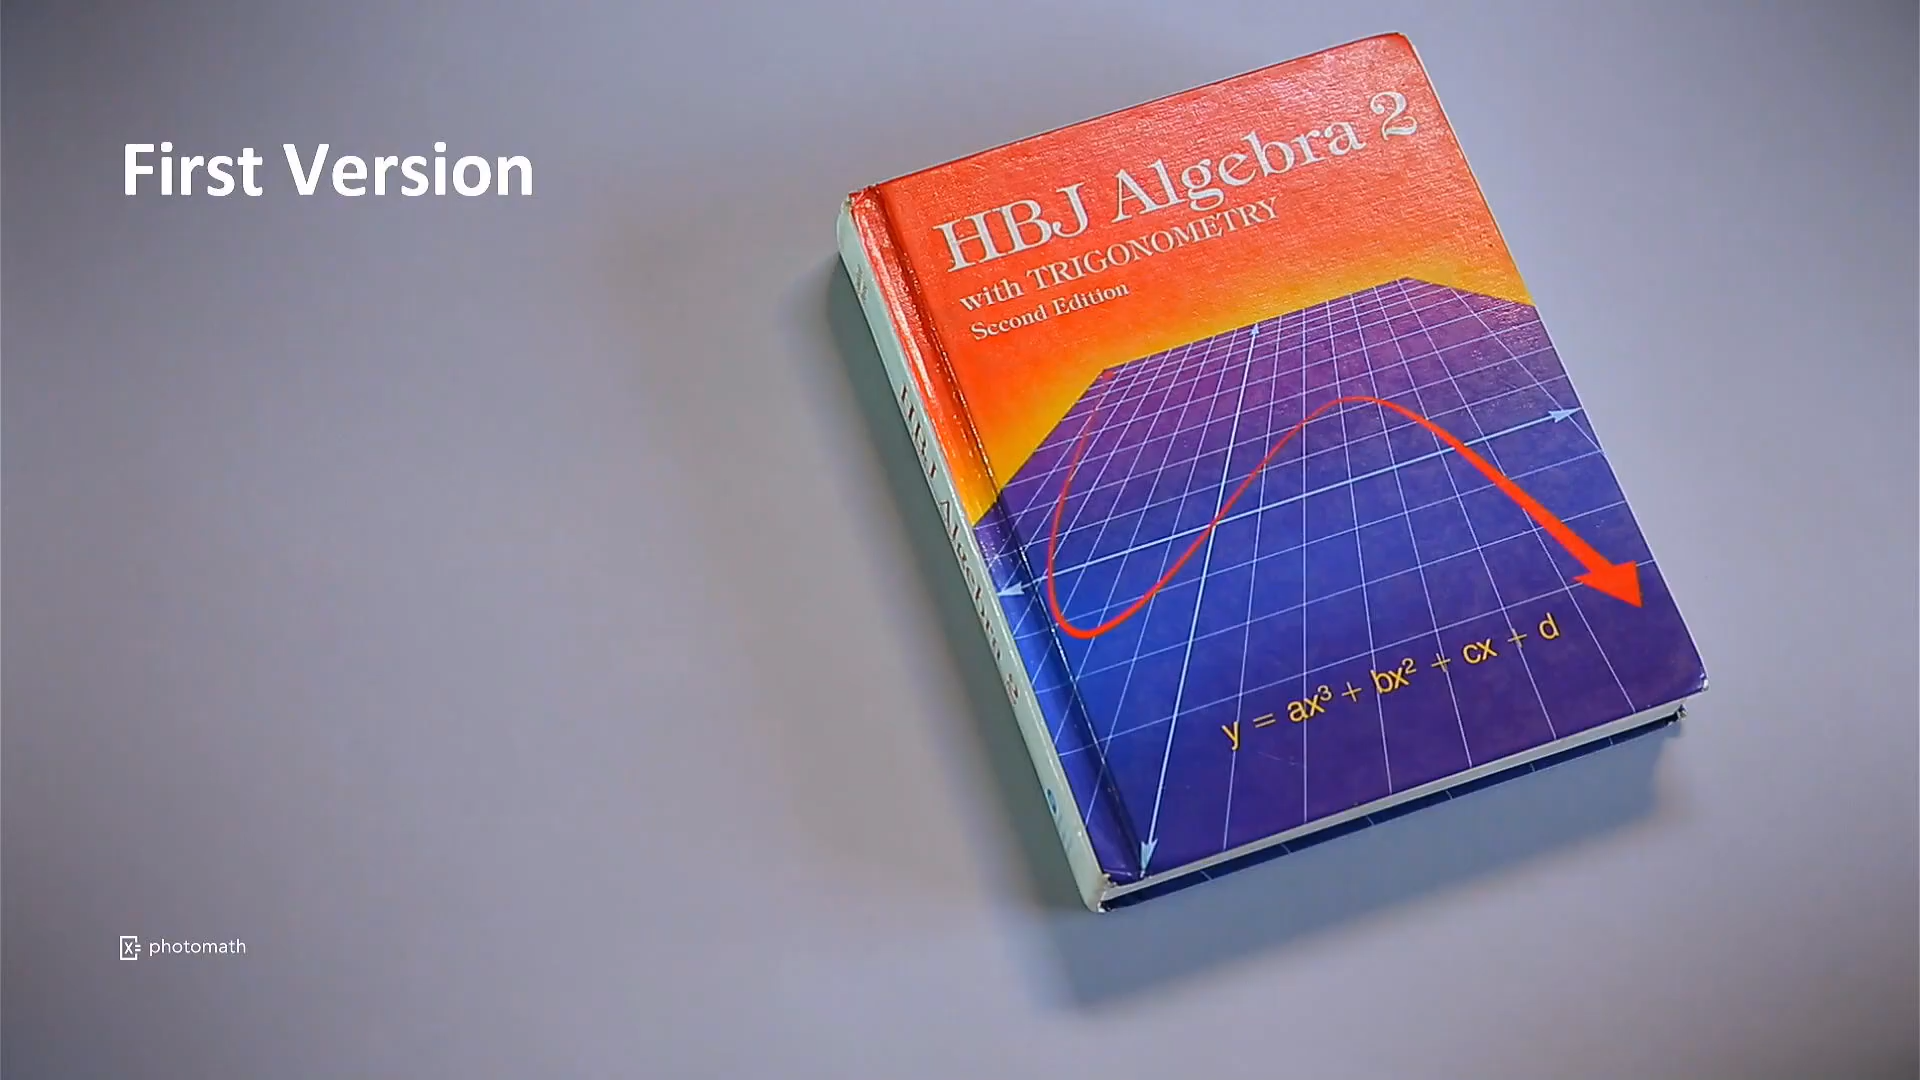 First Version
HBJ Algebra 2
with TRIGONOMETRY
Second Edition
HBJ Algebra 2
y = ax³ + bx² + cx + d
photomath